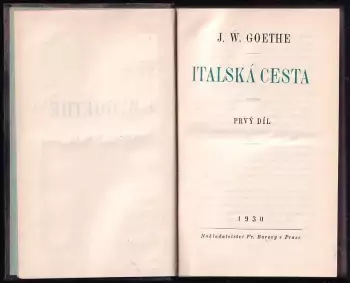 J. W. GOETHE
ITALSKÁ CESTA
PRVÝ DÍL
1930
Nakladatelství Fr. Borový v Praze